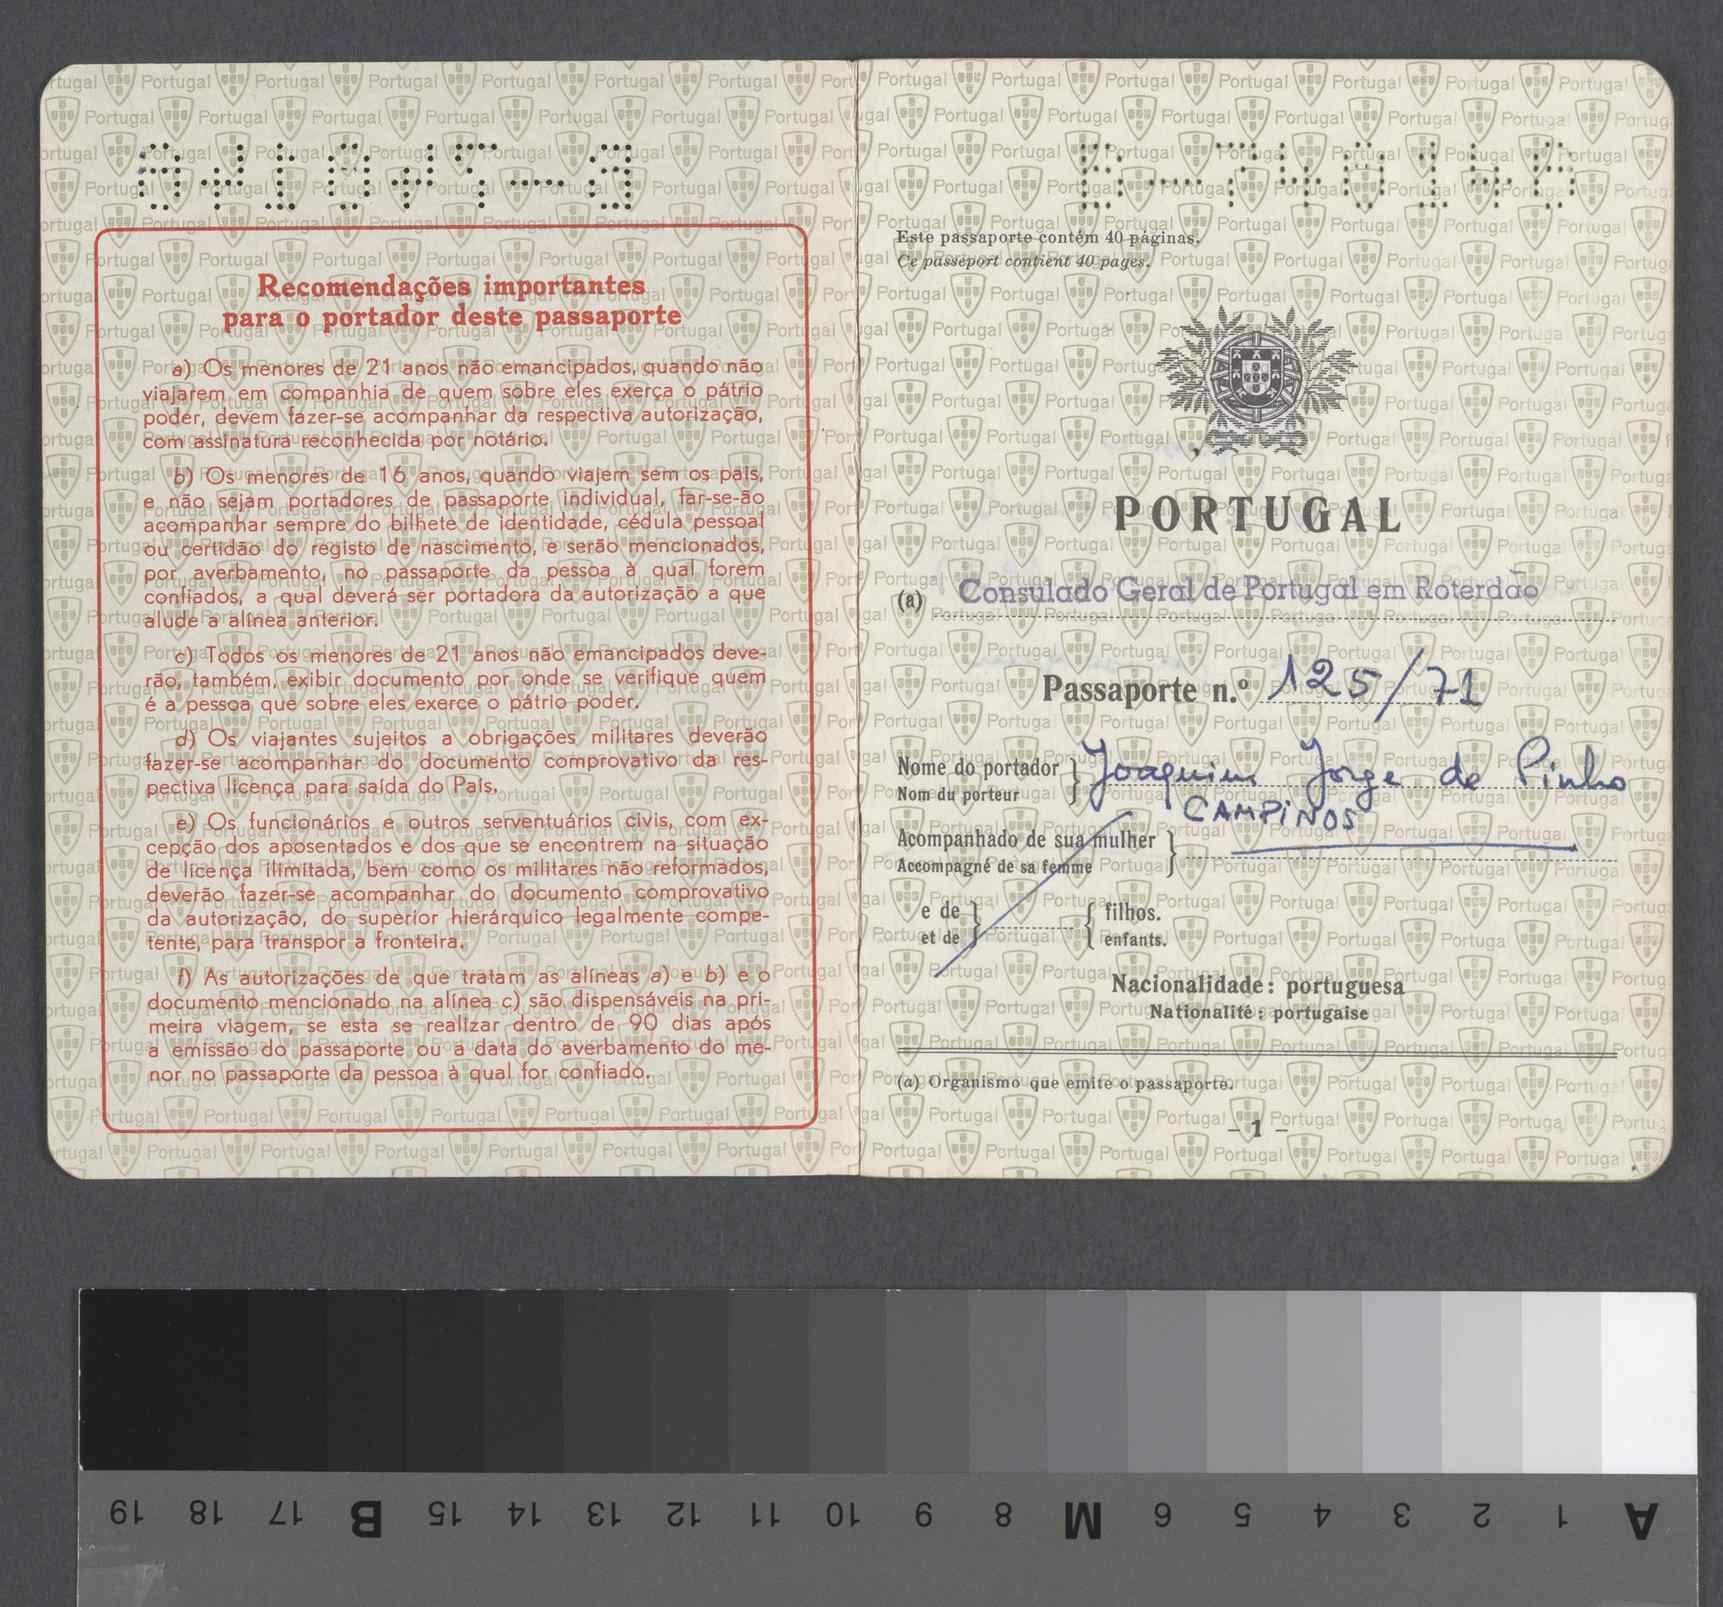 Recomendações importantes
para o portador deste passaporte
a) Os menores de 21 anos não emancipados, quando não
viajarem em companhia de quem sobre eles exerça o pátrio
poder, devem fazer-se acompanhar da respectiva autorização,
com assinatura reconhecida por notário.
b) Os menores de 16 anos, quando viajem sem os pais,
e não sejam portadores de passaporte individual, far-se-ão
acompanhar sempre do bilhete de identidade, cédula pessoal
ou certidão do registo de nascimento, e serão mencionados,
por averbamento, no passaporte da pessoa à qual forem
confiados, a qual deverá ser portadora da autorização a que
alude a alínea anterior.
c) Todos os menores de 21 anos não emancipados deve-
rão, também, exibir documento por onde se verifique quem
é a pessoa que sobre eles exerce o pátrio poder.
d) Os viajantes sujeitos a obrigações militares deverão
fazer-se acompanhar do documento comprovativo da res-
pectiva licença para saída do País.
e) Os funcionários e outros serventuários civis, com ex-
cepção dos aposentados e dos que se encontrem na situação
de licença ilimitada, bem como os militares não reformados,
deverão fazer-se acompanhar do documento comprovativo
da autorização, do superior hierárquico legalmente compe-
tente, para transpor a fronteira.
f) As autorizações de que tratam as alíneas a) e b) e o
documento mencionado na alínea c) são dispensáveis na pri-
meira viagem, se esta se realizar dentro de 90 dias após
a emissão do passaporte ou a data do averbamento do me-
nor no passaporte da pessoa à qual for confiado.
Este passaporte contém 40 páginas.
Ce passeport contient 40 pages.
PORTUGAL
(a) Consulado Geral de Portugal em Roterdão
Passaporte n.º 125/71
Nome do portador Joaquim Jorge de Pinho
Nom du porteur
CAMPINOS
Acompanhado de sua mulher
Accompagné de sa femme
e de filhos.
et de enfants.
Nacionalidade: portuguesa
Nationalité: portugaise
(a) Organismo que emite o passaporte.
- 1 -
A 1 2 3 4 5 6 M 8 9 10 11 12 13 14 15 B 17 18 19